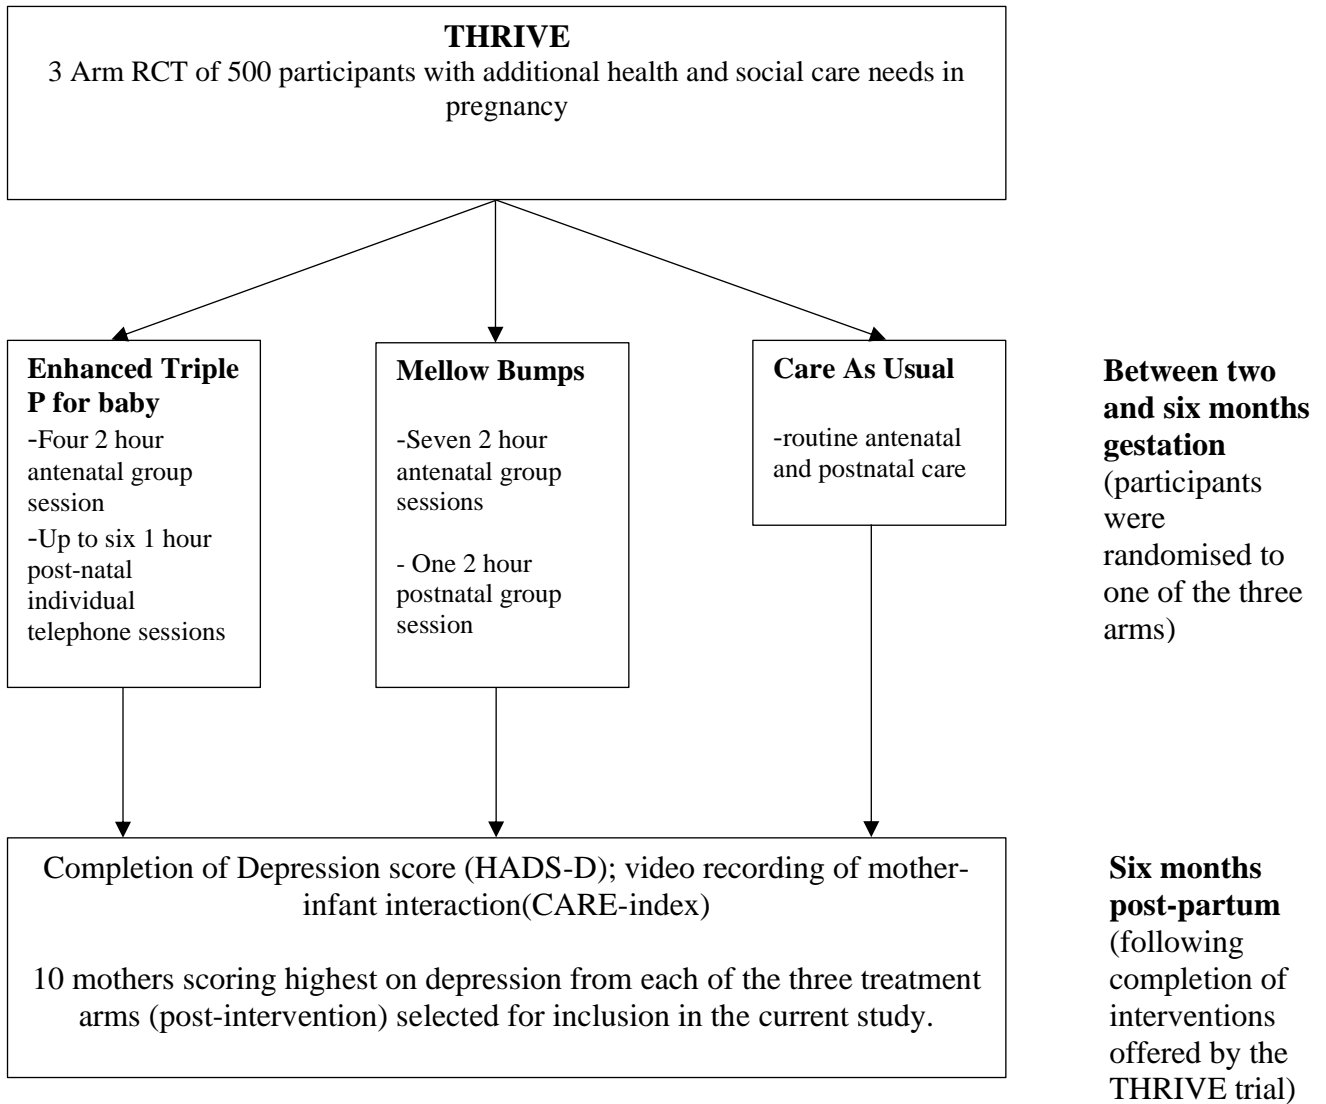 THRIVE
3 Arm RCT of 500 participants with additional health and social care needs in
pregnancy
Enhanced Triple
P for baby
-Four 2 hour
antenatal group
session
-Up to six 1 hour
post-natal
individual
telephone sessions
Mellow Bumps
-Seven 2 hour
antenatal group
sessions
- One 2 hour
postnatal group
session
Care As Usual
-routine antenatal
and postnatal care
Between two
and six months
gestation
(participants
were
randomised to
one of the three
arms)
Completion of Depression score (HADS-D); video recording of mother-
infant interaction(CARE-index)
10 mothers scoring highest on depression from each of the three treatment
arms (post-intervention) selected for inclusion in the current study.
Six months
post-partum
(following
completion of
interventions
offered by the
THRIVE trial)